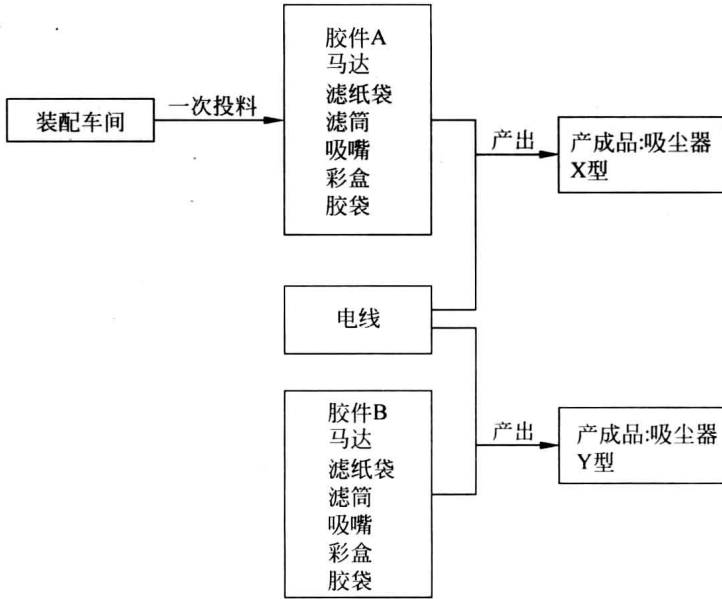 装配车间
一次投料
胶件A
马达
滤纸袋
滤筒
吸嘴
彩盒
胶袋
产出
产成品:吸尘器
X型
电线
胶件B
马达
滤纸袋
滤筒
吸嘴
彩盒
胶袋
产出
产成品:吸尘器
Y型